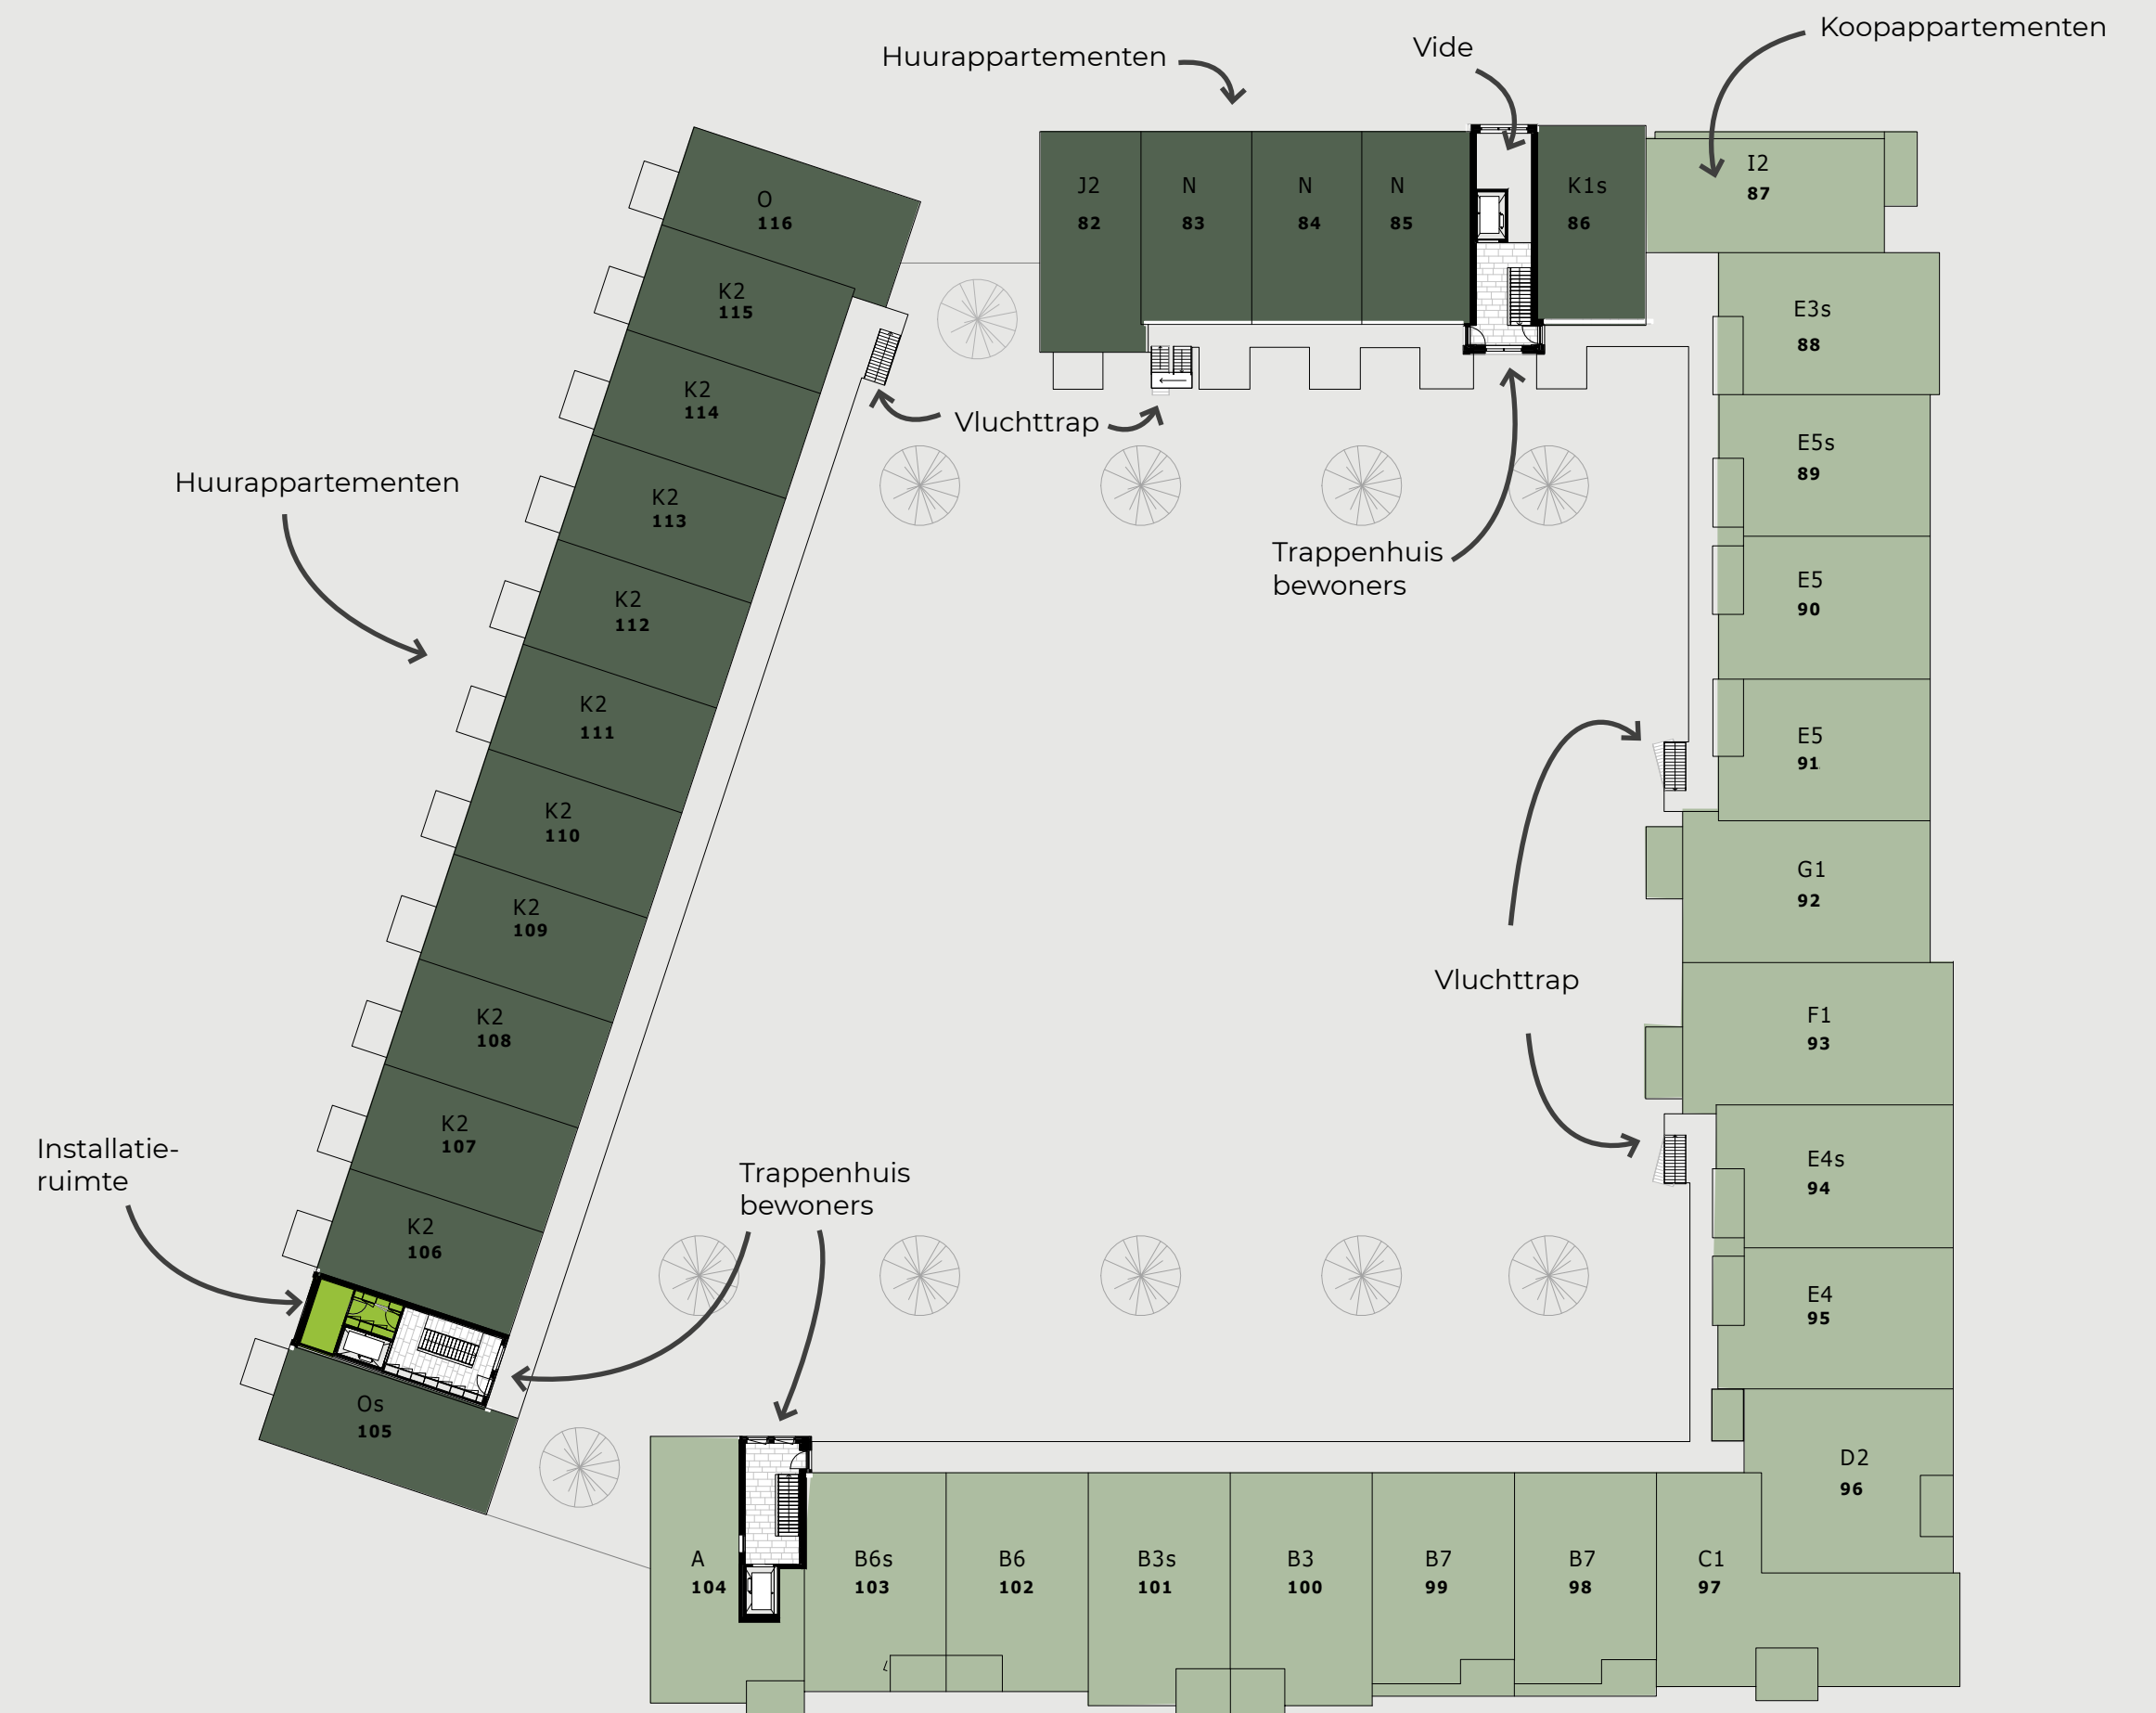 Koopappartementen
Vide
Huurappartementen
I2
87
J2
82
N
83
N
84
N
85
K1s
86
O
116
K2
115
E3s
88
K2
114
Vluchttrap
E5s
89
Huurappartementen
K2
113
Trappenhuis
bewoners
E5
90
K2
112
K2
111
E5
91
K2
110
G1
92
K2
109
Vluchttrap
F1
93
K2
108
K2
107
Installatie-
ruimte
Trappenhuis
bewoners
E4s
94
K2
106
E4
95
Os
105
D2
96
A
104
B6s
103
B6
102
B3s
101
B3
100
B7
99
B7
98
C1
97